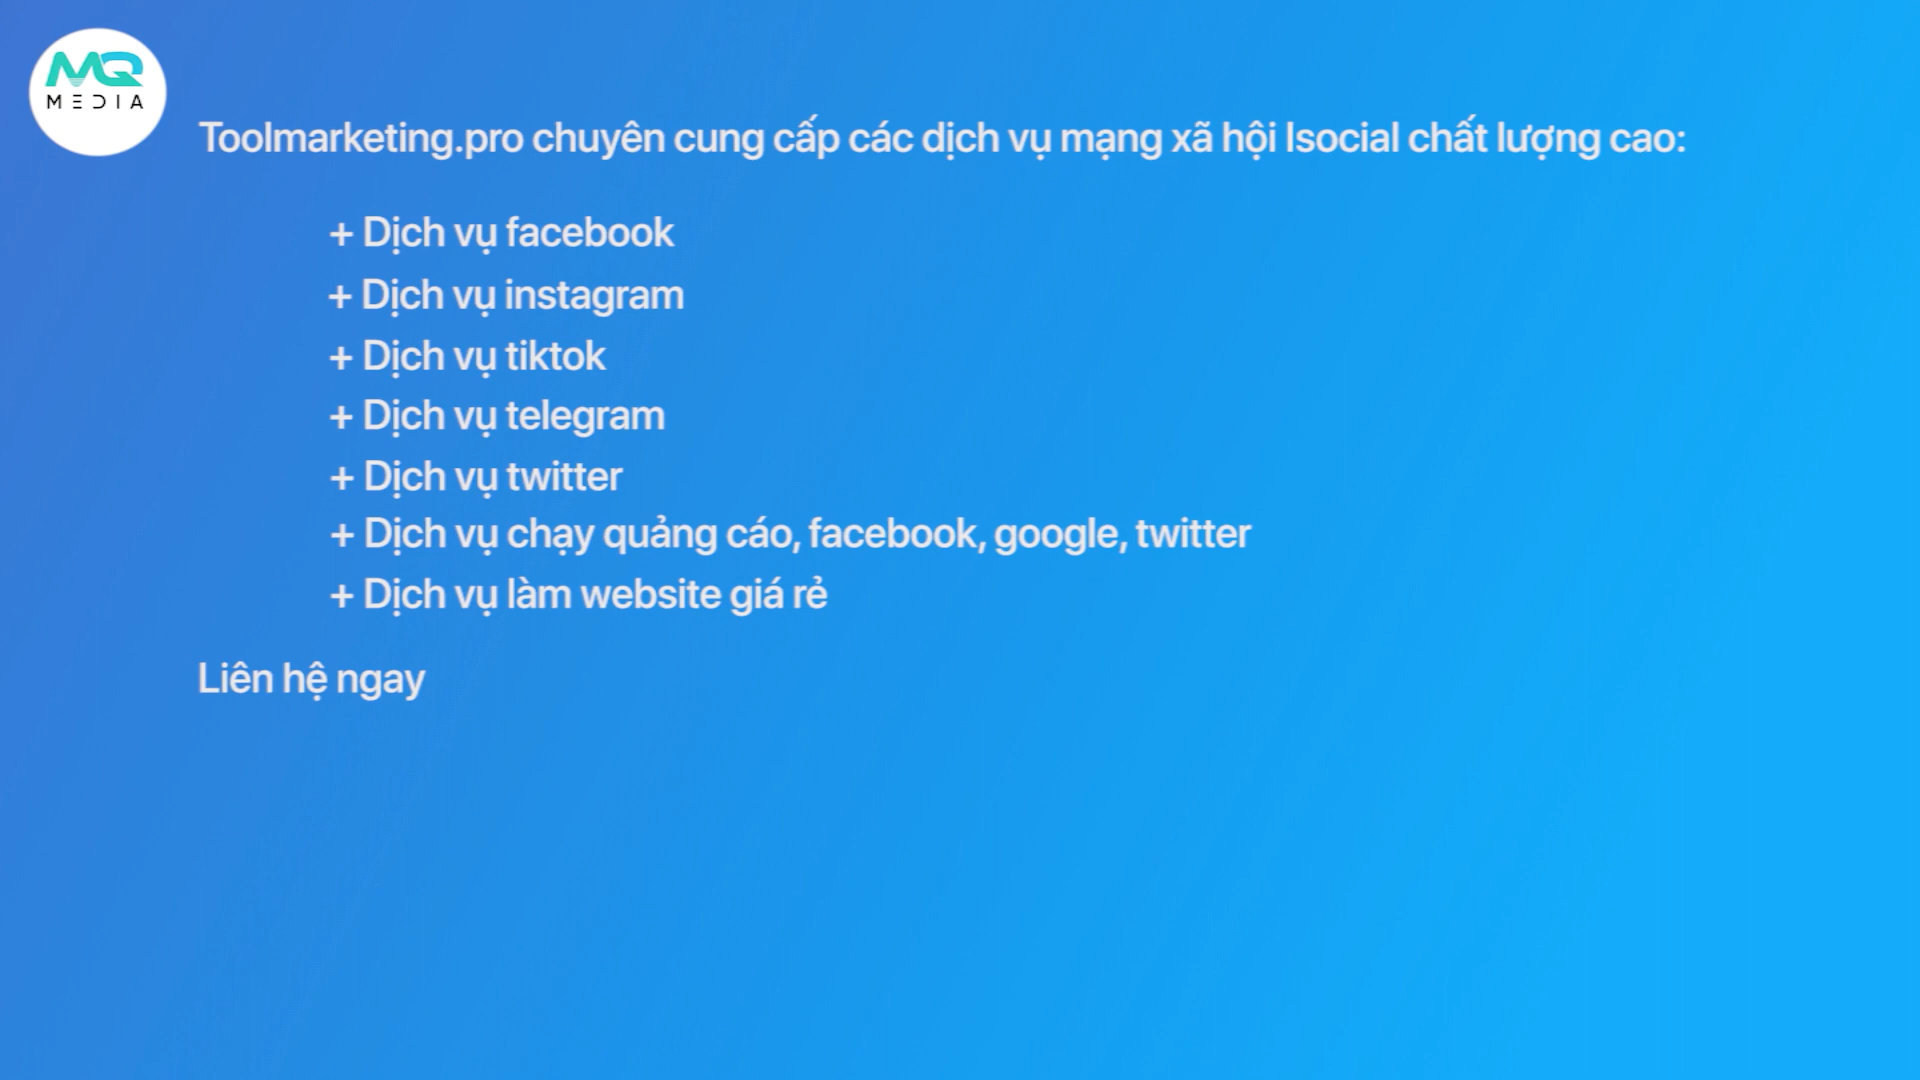 MQ
MEDIA
Toolmarketing.pro chuyên cung cấp các dịch vụ mạng xã hội Isocial chất lượng cao:
+ Dịch vụ facebook
+ Dịch vụ instagram
+ Dịch vụ tiktok
+ Dịch vụ telegram
+ Dịch vụ twitter
+ Dịch vụ chạy quảng cáo, facebook, google, twitter
+ Dịch vụ làm website giá rẻ
Liên hệ ngay